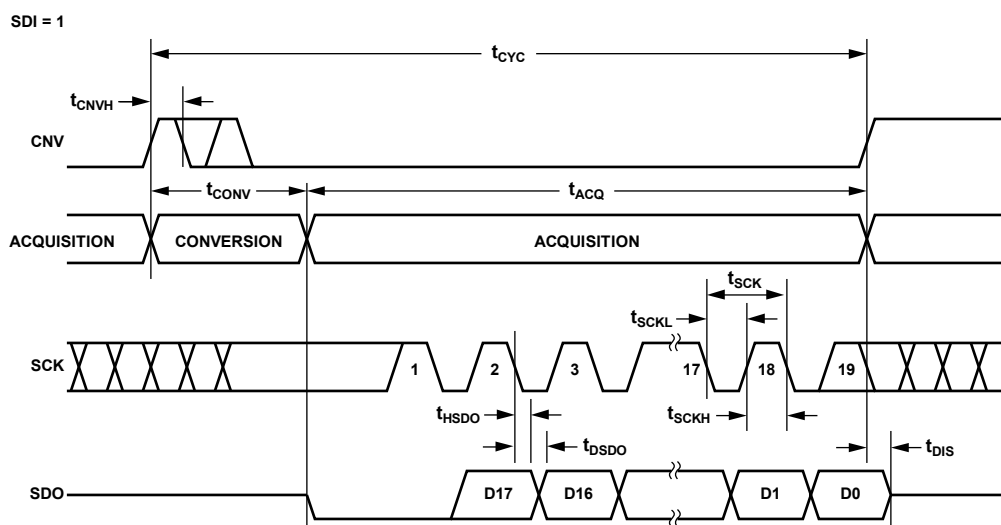 SDI = 1
tCYC
tCNVH
CNV
tCONV tACQ
ACQUISITION CONVERSION ACQUISITION
tSCK
tSCKL
SCK 1 2 3 17 18 19
tHSDO tSCKH
tDSDO tDIS
SDO D17 D16 D1 D0